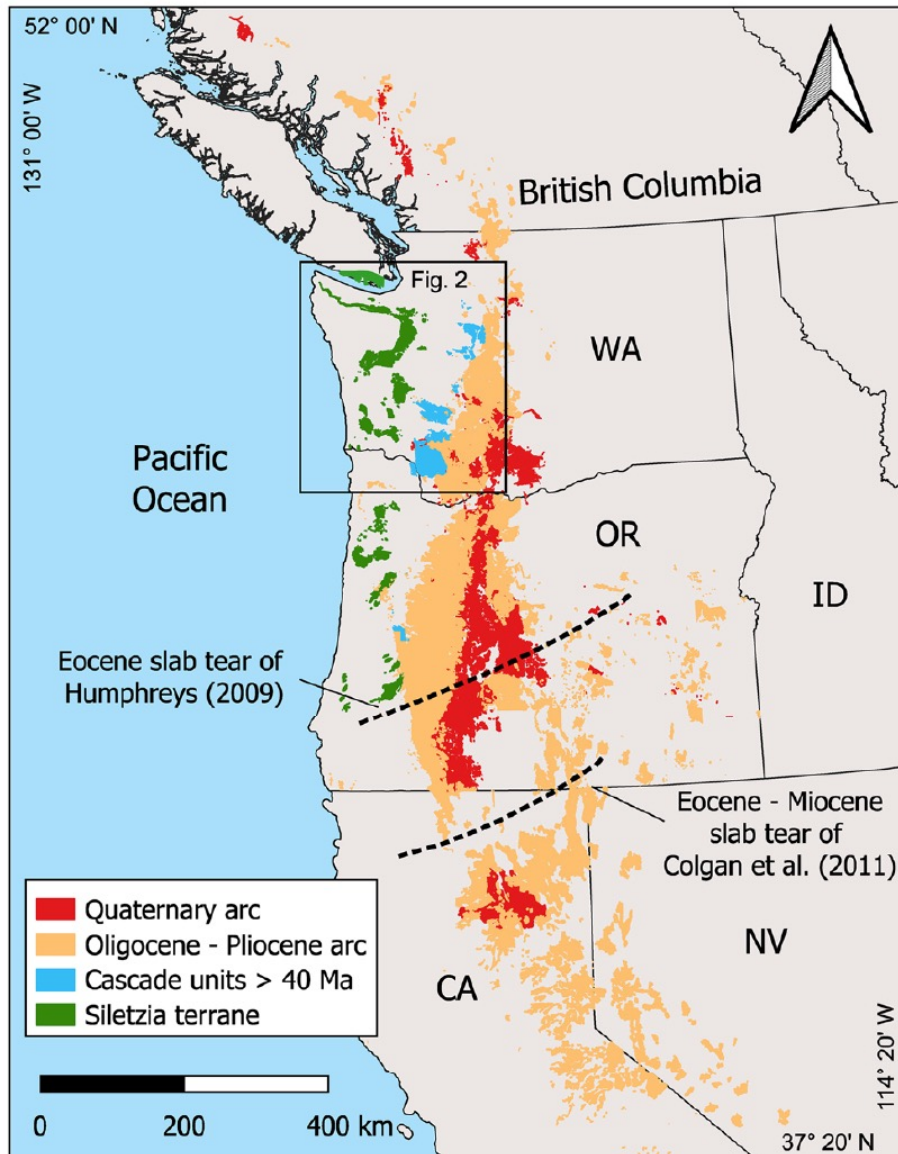 52° 00' N
131° 00' W
British Columbia
Fig. 2
WA
Pacific
Ocean
OR
ID
Eocene slab tear of
Humphreys (2009)
Eocene - Miocene
slab tear of
Colgan et al. (2011)
Quaternary arc
Oligocene - Pliocene arc
Cascade units > 40 Ma
Siletzia terrane
NV
CA
114° 20' W
0 200 400 km
37° 20' N